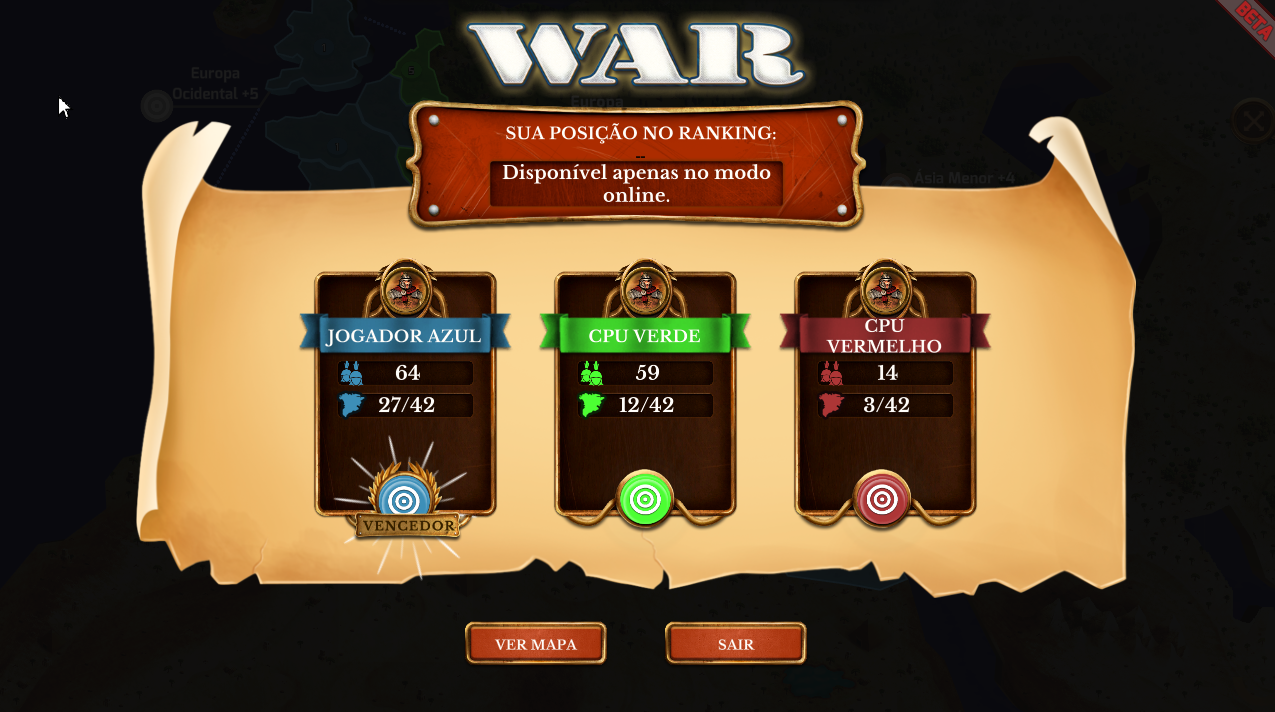 WAR
BETA
Europa
Ocidental +5
Europa
SUA POSIÇÃO NO RANKING:
--
Disponível apenas no modo
online.
Ásia Menor +4
JOGADOR AZUL
64
27/42
VENCEDOR
CPU VERDE
59
12/42
CPU
VERMELHO
14
3/42
VER MAPA
SAIR